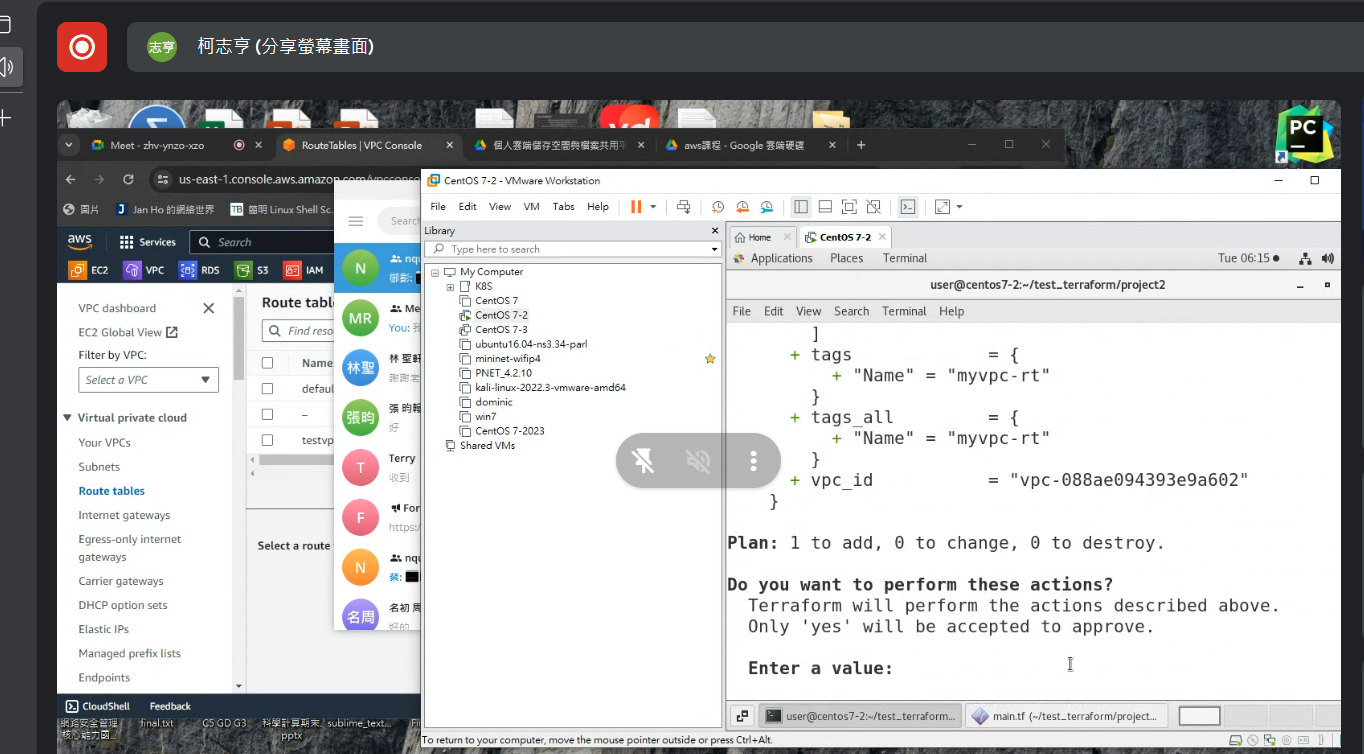 志亨 柯志亨 (分享螢幕畫面)
PC
Meet - zhv-ynzo-xzo
RouteTables | VPC Console
個人雲端儲存空間與檔案共用平
aws課程 - Google 雲端硬碟
us-east-1.console.aws.amazon.com/vpcconso
圖片
Jan Ho 的網絡世界
TB
Linux Shell Sc.
aws
Services
Search
EC2
VPC
RDS
S3
IAM
VPC dashboard
EC2 Global View
Filter by VPC:
Select a VPC
Virtual private cloud
Your VPCs
Subnets
Route tables
Internet gateways
Egress-only internet
gateways
Carrier gateways
DHCP option sets
Elastic IPs
Managed prefix lists
Endpoints
CloudShell
Feedback
Route tabl
Find reso
Name
defaul
–
testvp
Select a route
Searc
N
nqu
MR
Me
You: 我
林聖
林 聖軒
謝謝老
張昀
張 昀翰
好
T
Terry
收到
F
For
https:/
N
nqu
蔡:
名周
名初 周
好的
CentOS 7-2 - VMware Workstation
File Edit View VM Tabs Help
Library
Type here to search
My Computer
K8S
CentOS 7
CentOS 7-2
CentOS 7-3
ubuntu16.04-ns3.34-parl
mininet-wifip4
PNET_4.2.10
kali-linux-2022.3-vmware-amd64
dominic
win7
CentOS 7-2023
Shared VMs
Home
CentOS 7-2
Applications Places Terminal
Tue 06:15
user@centos7-2:~/test_terraform/project2
File Edit View Search Terminal Help
]
+ tags = {
+ "Name" = "myvpc-rt"
}
+ tags_all = {
+ "Name" = "myvpc-rt"
}
+ vpc_id = "vpc-088ae094393e9a602"
}
Plan: 1 to add, 0 to change, 0 to destroy.
Do you want to perform these actions?
Terraform will perform the actions described above.
Only 'yes' will be accepted to approve.
Enter a value:
user@centos7-2:~/test_terraform...
main.tf (~/test_terraform/project...
To return to your computer, move the mouse pointer outside or press Ctrl+Alt.
網路安全管理
核心能力國...
final.txt
C5 GD G3
科學計算期末
pptx
sublime_text...